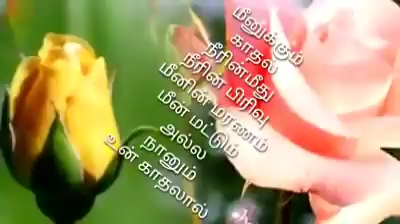 மீனுக்கும்
காதல்
நீரின்மீது
நீரின் பிரிவு
மீனின் மரணம்
மீன் மட்டும்
அல்ல
நானும்
உன் காதலால்